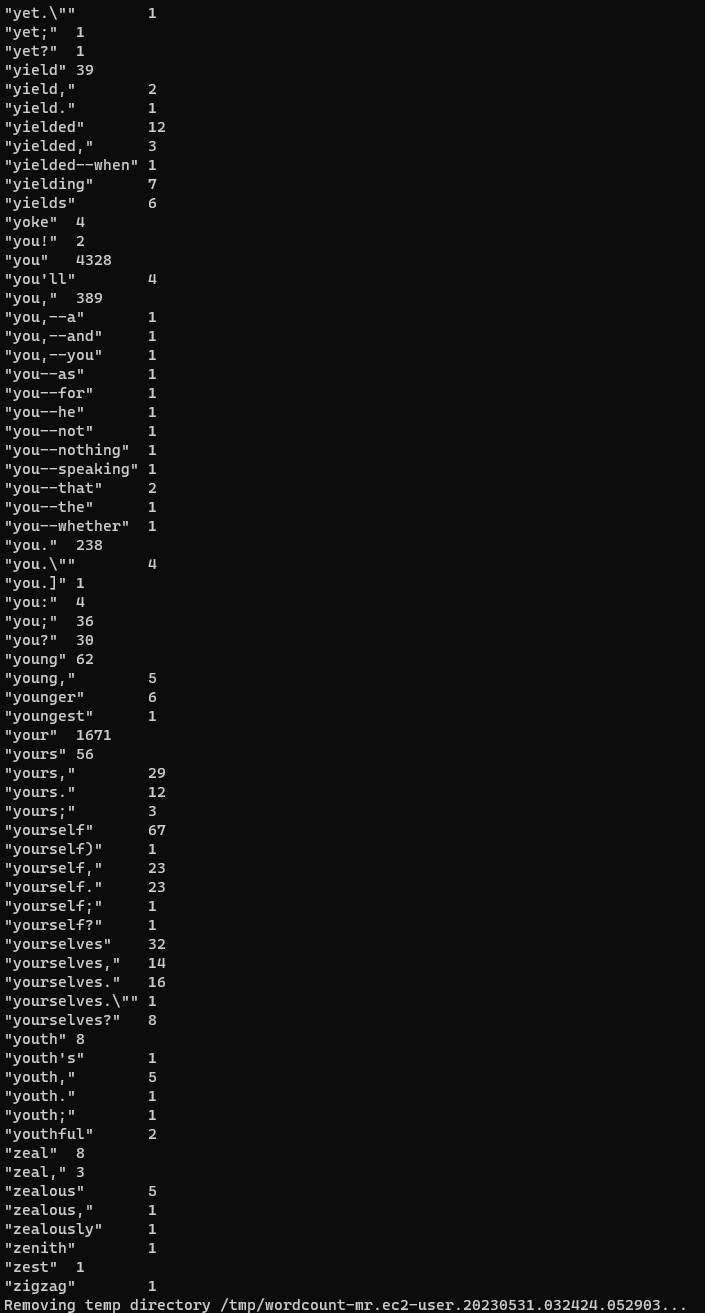 "yet.\""	1
"yet;"	1
"yet?"	1
"yield"	39
"yield,"	2
"yield."	1
"yielded"	12
"yielded,"	3
"yielded--when"	1
"yielding"	7
"yields"	6
"yoke"	4
"you!"	2
"you"	4328
"you'll"	4
"you,"	389
"you,--a"	1
"you,--and"	1
"you,--you"	1
"you--as"	1
"you--for"	1
"you--he"	1
"you--not"	1
"you--nothing"	1
"you--speaking"	1
"you--that"	2
"you--the"	1
"you--whether"	1
"you."	238
"you.\""	4
"you.]"	1
"you:"	4
"you;"	36
"you?"	30
"young"	62
"young,"	5
"younger"	6
"youngest"	1
"your"	1671
"yours"	56
"yours,"	29
"yours."	12
"yours;"	3
"yourself"	67
"yourself)"	1
"yourself,"	23
"yourself."	23
"yourself;"	1
"yourself?"	1
"yourselves"	32
"yourselves,"	14
"yourselves."	16
"yourselves.\""	1
"yourselves?"	8
"youth"	8
"youth's"	1
"youth,"	5
"youth."	1
"youth;"	1
"youthful"	2
"zeal"	8
"zeal,"	3
"zealous"	5
"zealous,"	1
"zealously"	1
"zenith"	1
"zest"	1
"zigzag"	1
Removing temp directory /tmp/wordcount-mr.ec2-user.20230531.032424.052903...